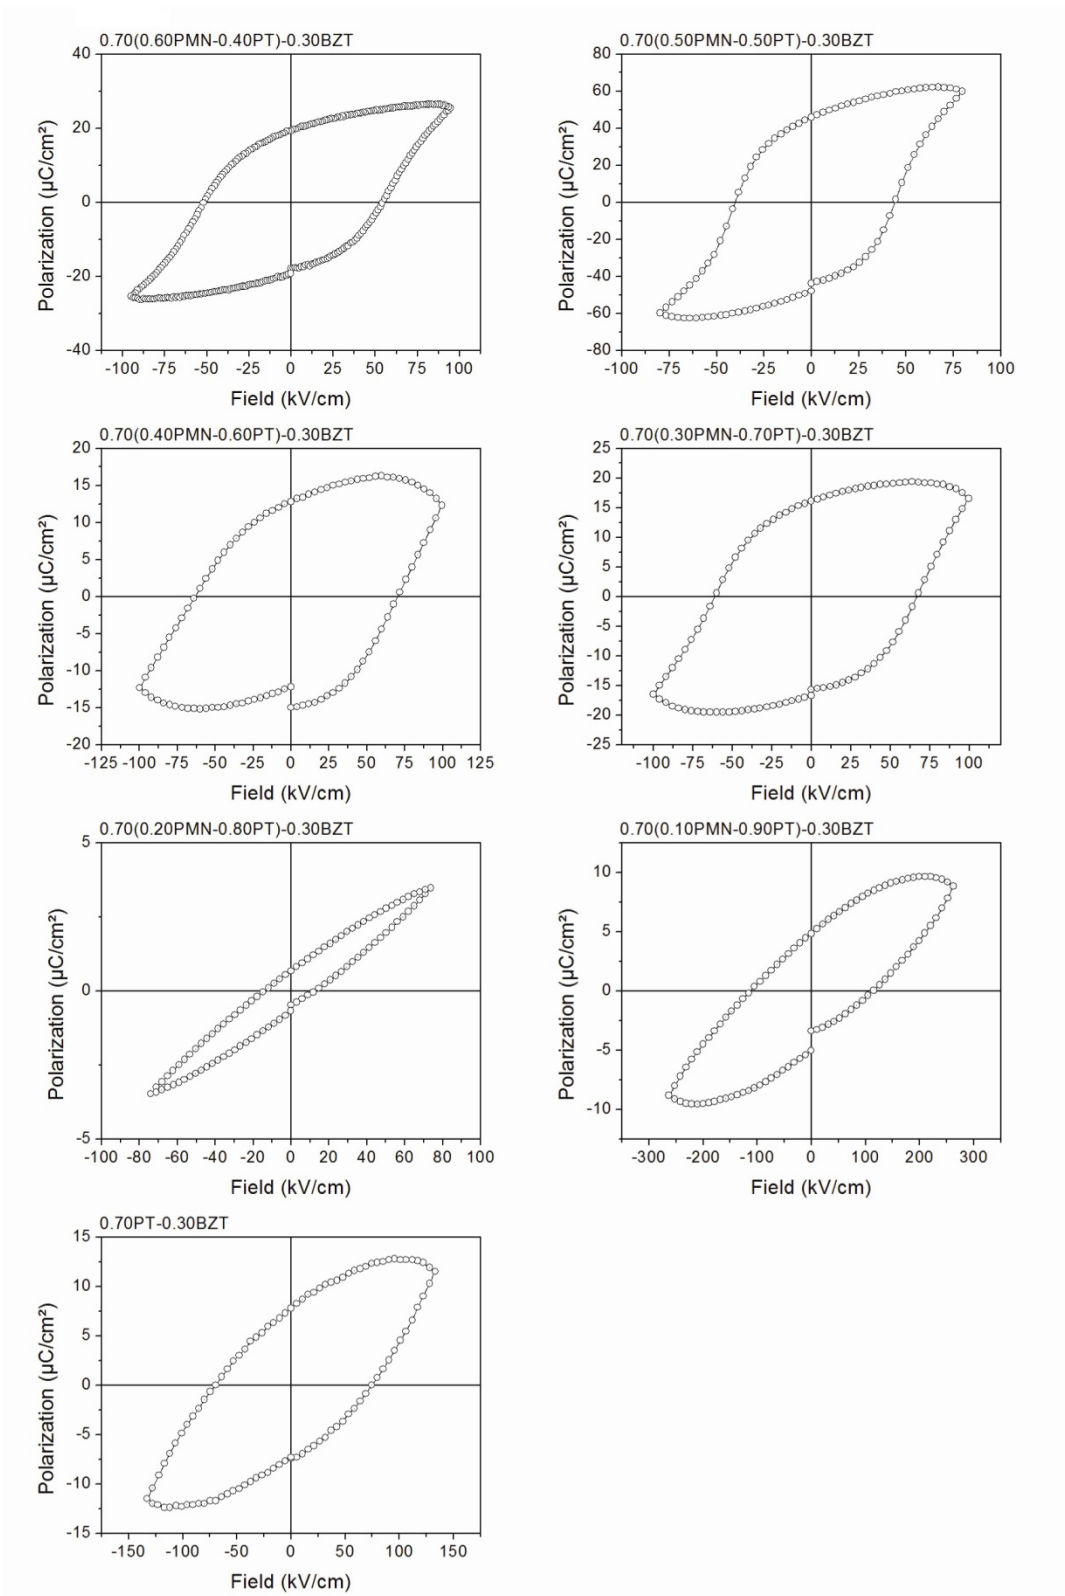 0.70(0.60PMN-0.40PT)-0.30BZT
40
20
0
-20
-40
Polarization (µC/cm²)
-100 -75 -50 -25 0 25 50 75 100
Field (kV/cm)
0.70(0.50PMN-0.50PT)-0.30BZT
80
60
40
20
0
-20
-40
-60
-80
Polarization (µC/cm²)
-100 -75 -50 -25 0 25 50 75 100
Field (kV/cm)
0.70(0.40PMN-0.60PT)-0.30BZT
20
15
10
5
0
-5
-10
-15
-20
Polarization (µC/cm²)
-125 -100 -75 -50 -25 0 25 50 75 100 125
Field (kV/cm)
0.70(0.30PMN-0.70PT)-0.30BZT
25
20
15
10
5
0
-5
-10
-15
-20
-25
Polarization (µC/cm²)
-100 -75 -50 -25 0 25 50 75 100
Field (kV/cm)
0.70(0.20PMN-0.80PT)-0.30BZT
5
0
-5
Polarization (µC/cm²)
-100 -80 -60 -40 -20 0 20 40 60 80 100
Field (kV/cm)
0.70(0.10PMN-0.90PT)-0.30BZT
10
5
0
-5
-10
Polarization (µC/cm²)
-300 -200 -100 0 100 200 300
Field (kV/cm)
0.70PT-0.30BZT
15
10
5
0
-5
-10
-15
Polarization (µC/cm²)
-150 -100 -50 0 50 100 150
Field (kV/cm)